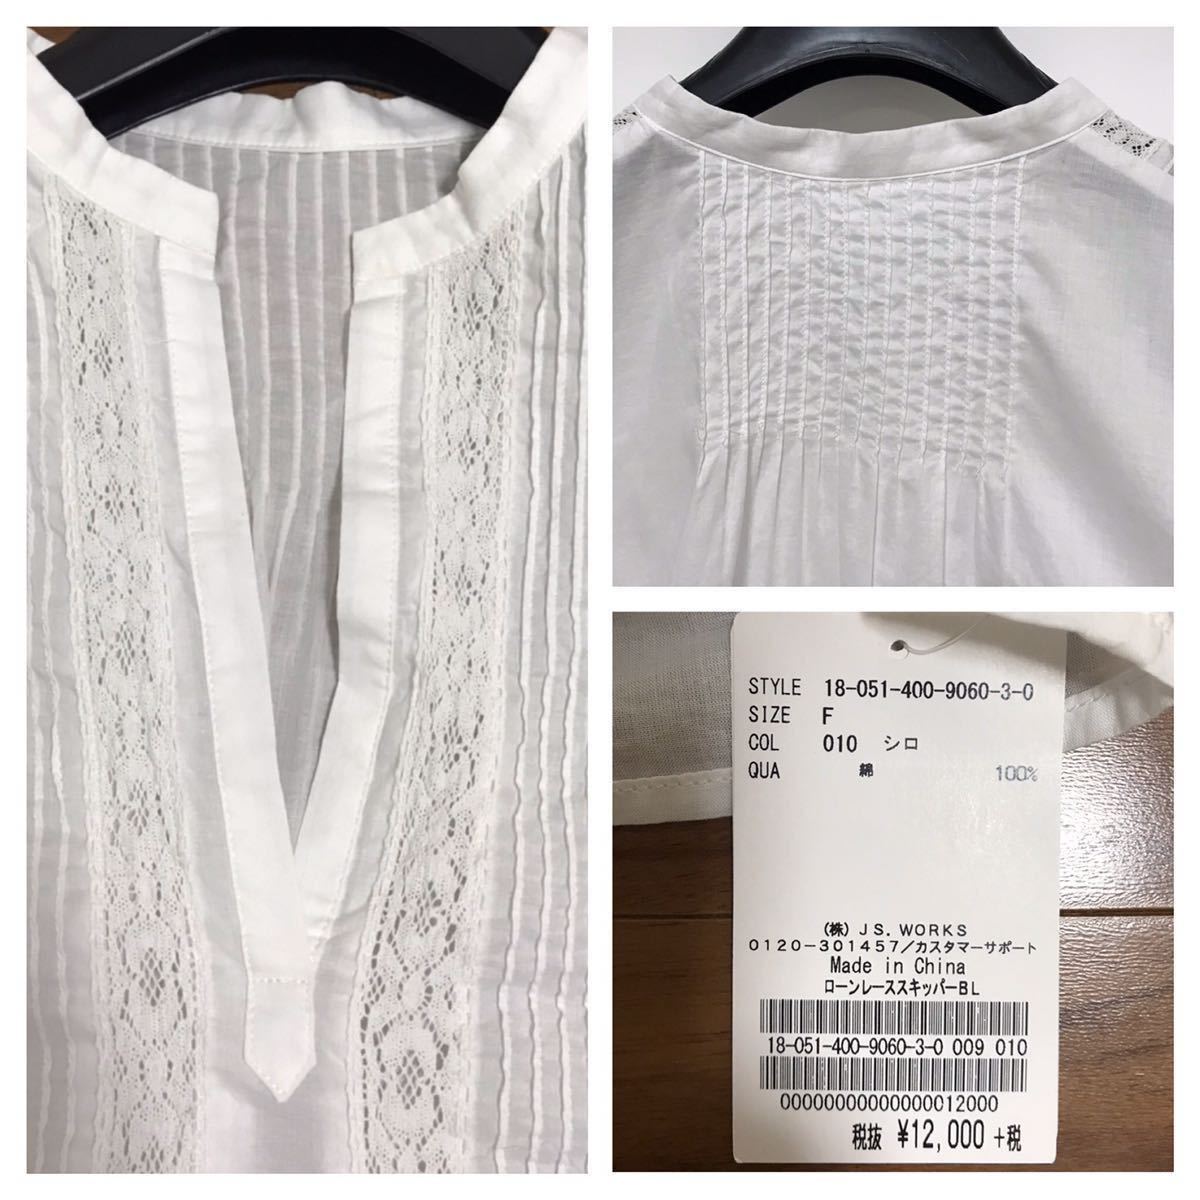 STYLE 18-051-400-9060-3-0
SIZE F
COL 010 シロ
QUA 綿 100%
(株) JS. WORKS
0120-301457/カスタマーサポート
Made in China
ローンレーススキッパーBL
18-051-400-9060-3-0 009 010
0000000000000000012000
税抜 ¥12,000 +税